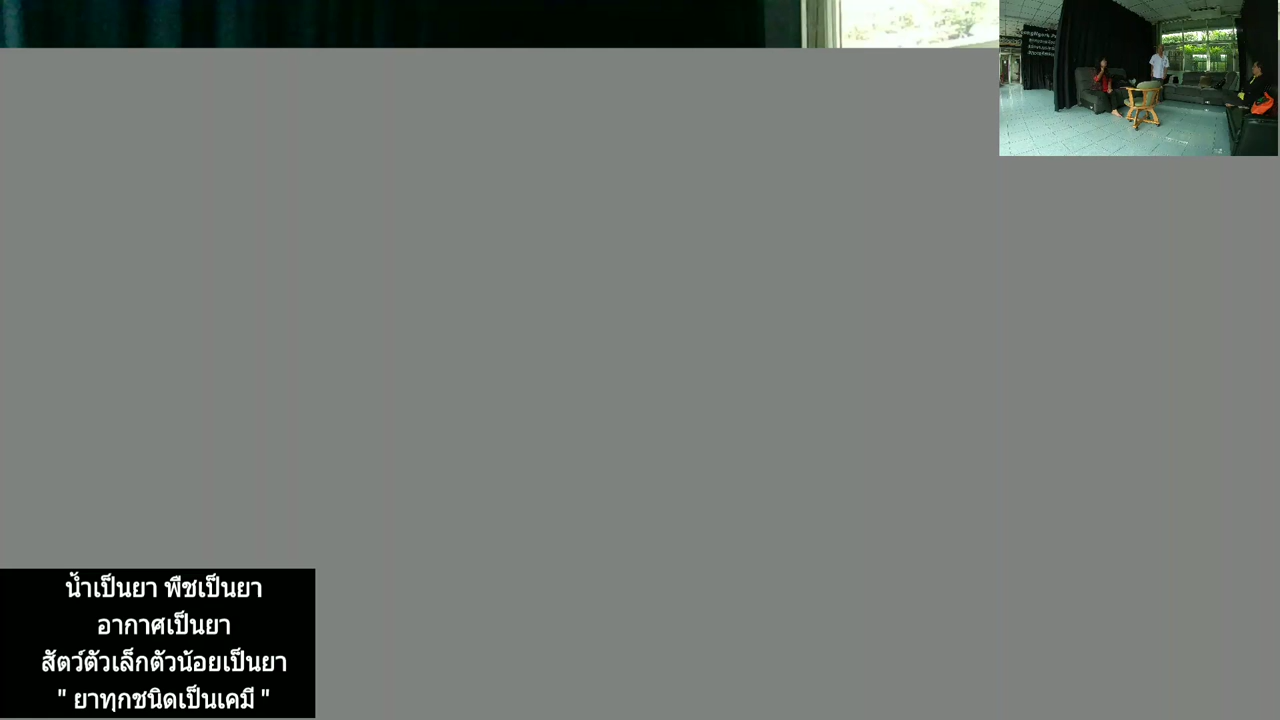 น้ำเป็นยา พืชเป็นยา
อากาศเป็นยา
สัตว์ตัวเล็กตัวน้อยเป็นยา
" ยาทุกชนิดเป็นเคมี "